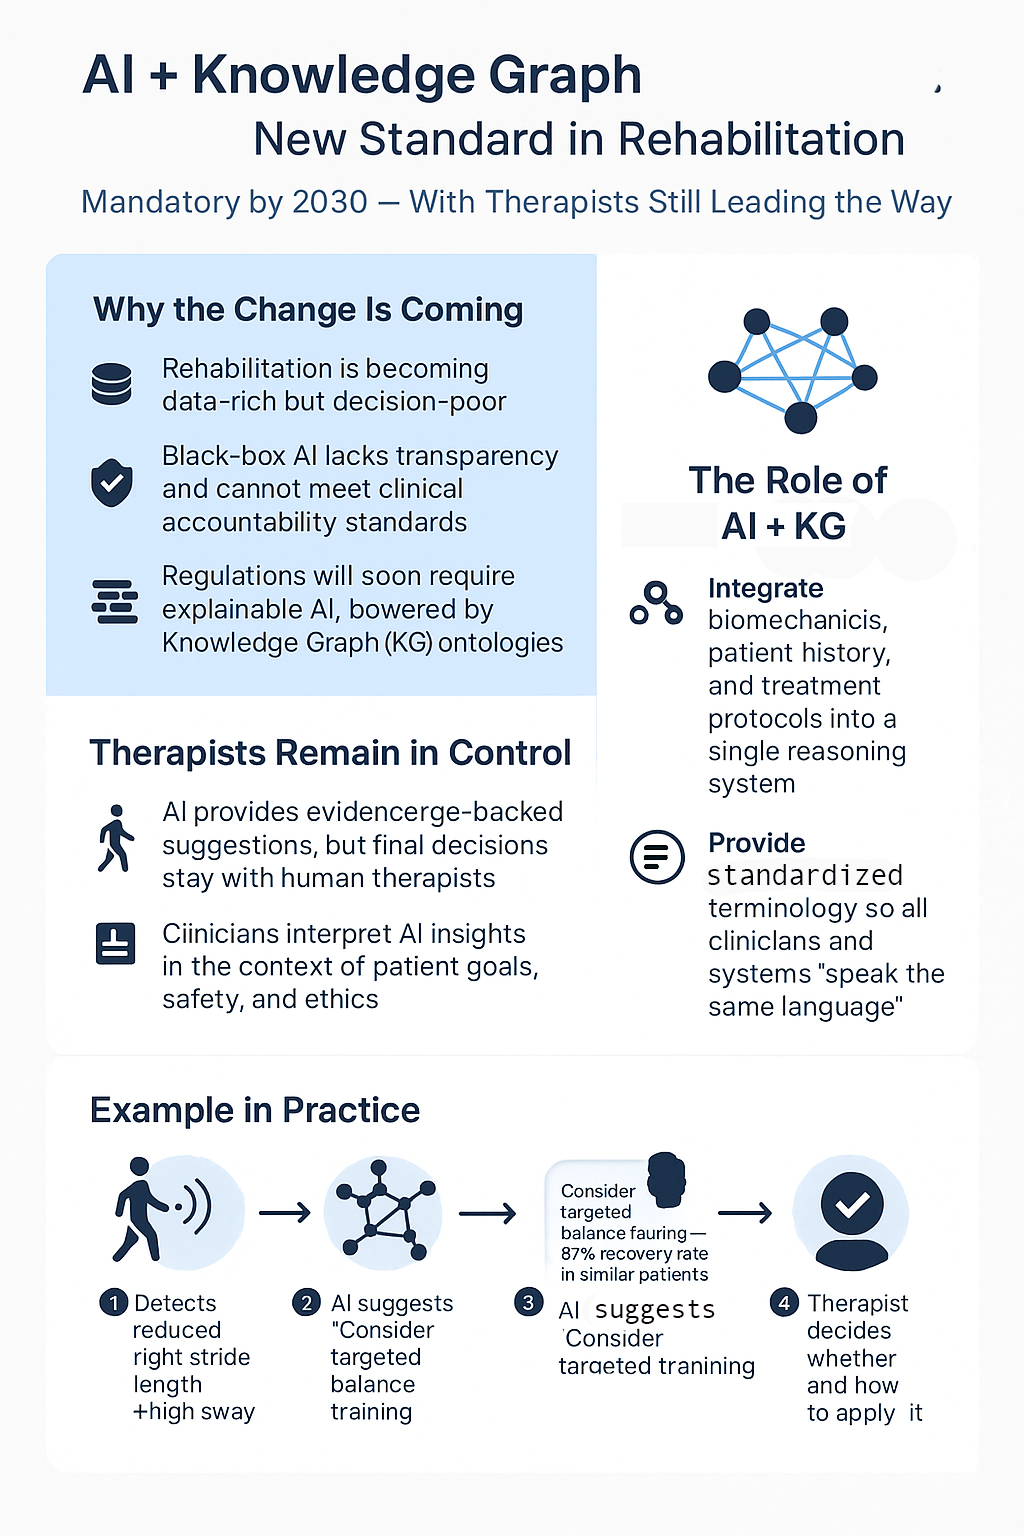 AI + Knowledge Graph
New Standard in Rehabilitation
Mandatory by 2030 — With Therapists Still Leading the Way
Why the Change Is Coming
Rehabilitation is becoming
data-rich but decision-poor
Black-box AI lacks transparency
and cannot meet clinical
accountability standards
Regulations will soon require
explainable AI, bowered by
Knowledge Graph (KG) ontologies
Therapists Remain in Control
AI provides evidencerge-backed
suggestions, but final decisions
stay with human therapists
Ciinicians interpret AI insights
in the context of patient goals,
safety, and ethics
The Role of
AI + KG
Integrate
biomechanicis,
patient history,
and treatment
protocols into a
single reasoning
system
Provide
standardized
terminology so all
cliniclans and
systems "speak the
same language"
Example in Practice
1 Detects
reduced
right stride
length
+high sway
2 AI suggests
"Consider
targeted
balance
training
Consider
targeted
balance fauring—
87% recovery rate
in similar patients
3 AI suggests
'Consider
targeted tranining
4 Therapist
decides
whether
and how
to apply it